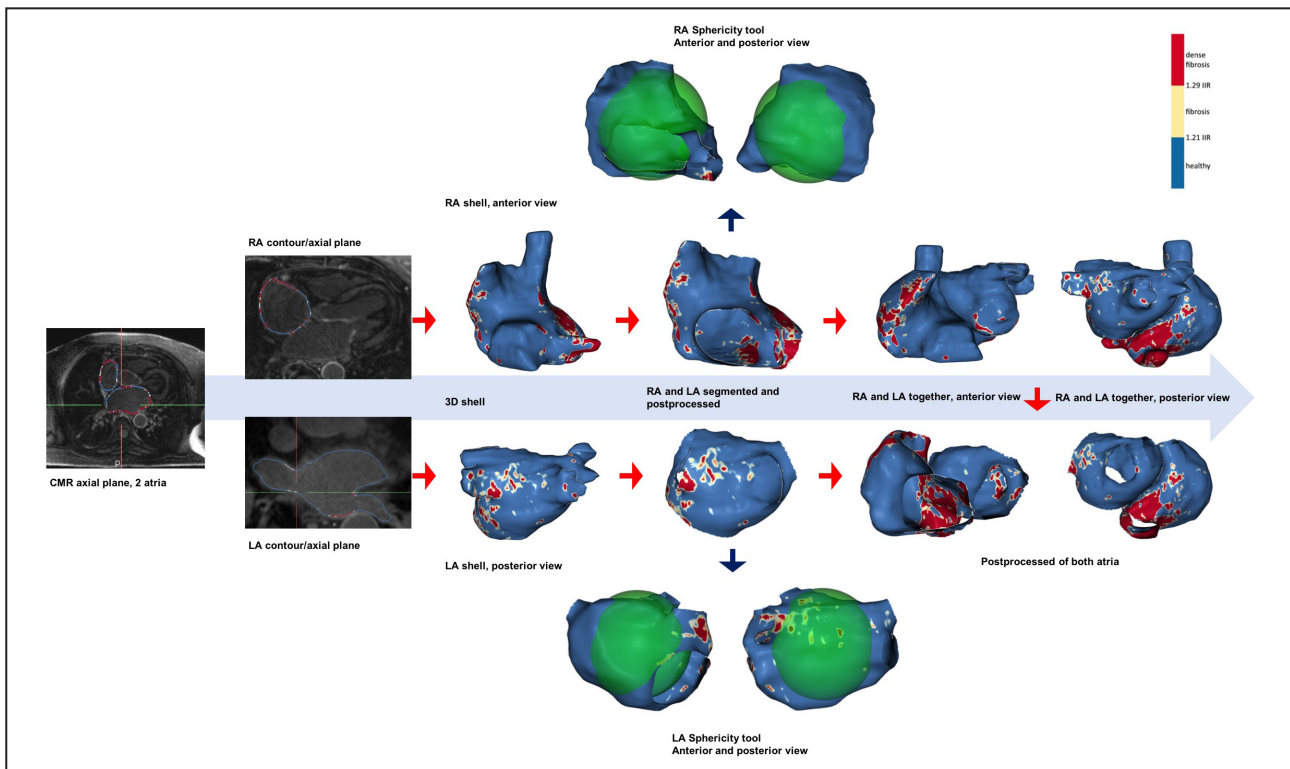 RA Sphericity tool
Anterior and posterior view
dense
fibrosis
1.29 IIR
fibrosis
1.21 IIR
healthy
RA shell, anterior view
RA contour/axial plane
3D shell
RA and LA segmented and
postprocessed
RA and LA together, anterior view
RA and LA together, posterior view
P
CMR axial plane, 2 atria
P
LA contour/axial plane
LA shell, posterior view
Postprocessed of both atria
LA Sphericity tool
Anterior and posterior view